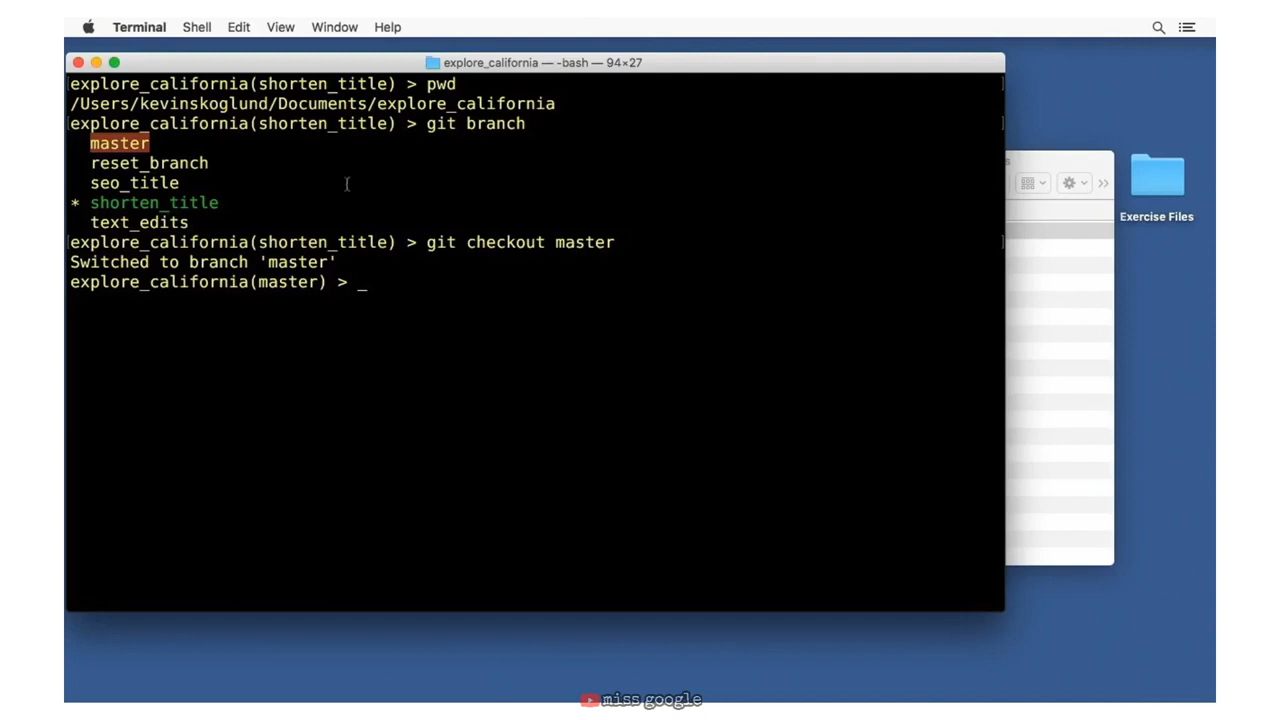 Terminal Shell Edit View Window Help
explore_california — -bash — 94×27
explore_california(shorten_title) > pwd
/Users/kevinskoglund/Documents/explore_california
explore_california(shorten_title) > git branch
master
reset_branch
seo_title
* shorten_title
text_edits
explore_california(shorten_title) > git checkout master
Switched to branch 'master'
explore_california(master) > _
Exercise Files
miss google